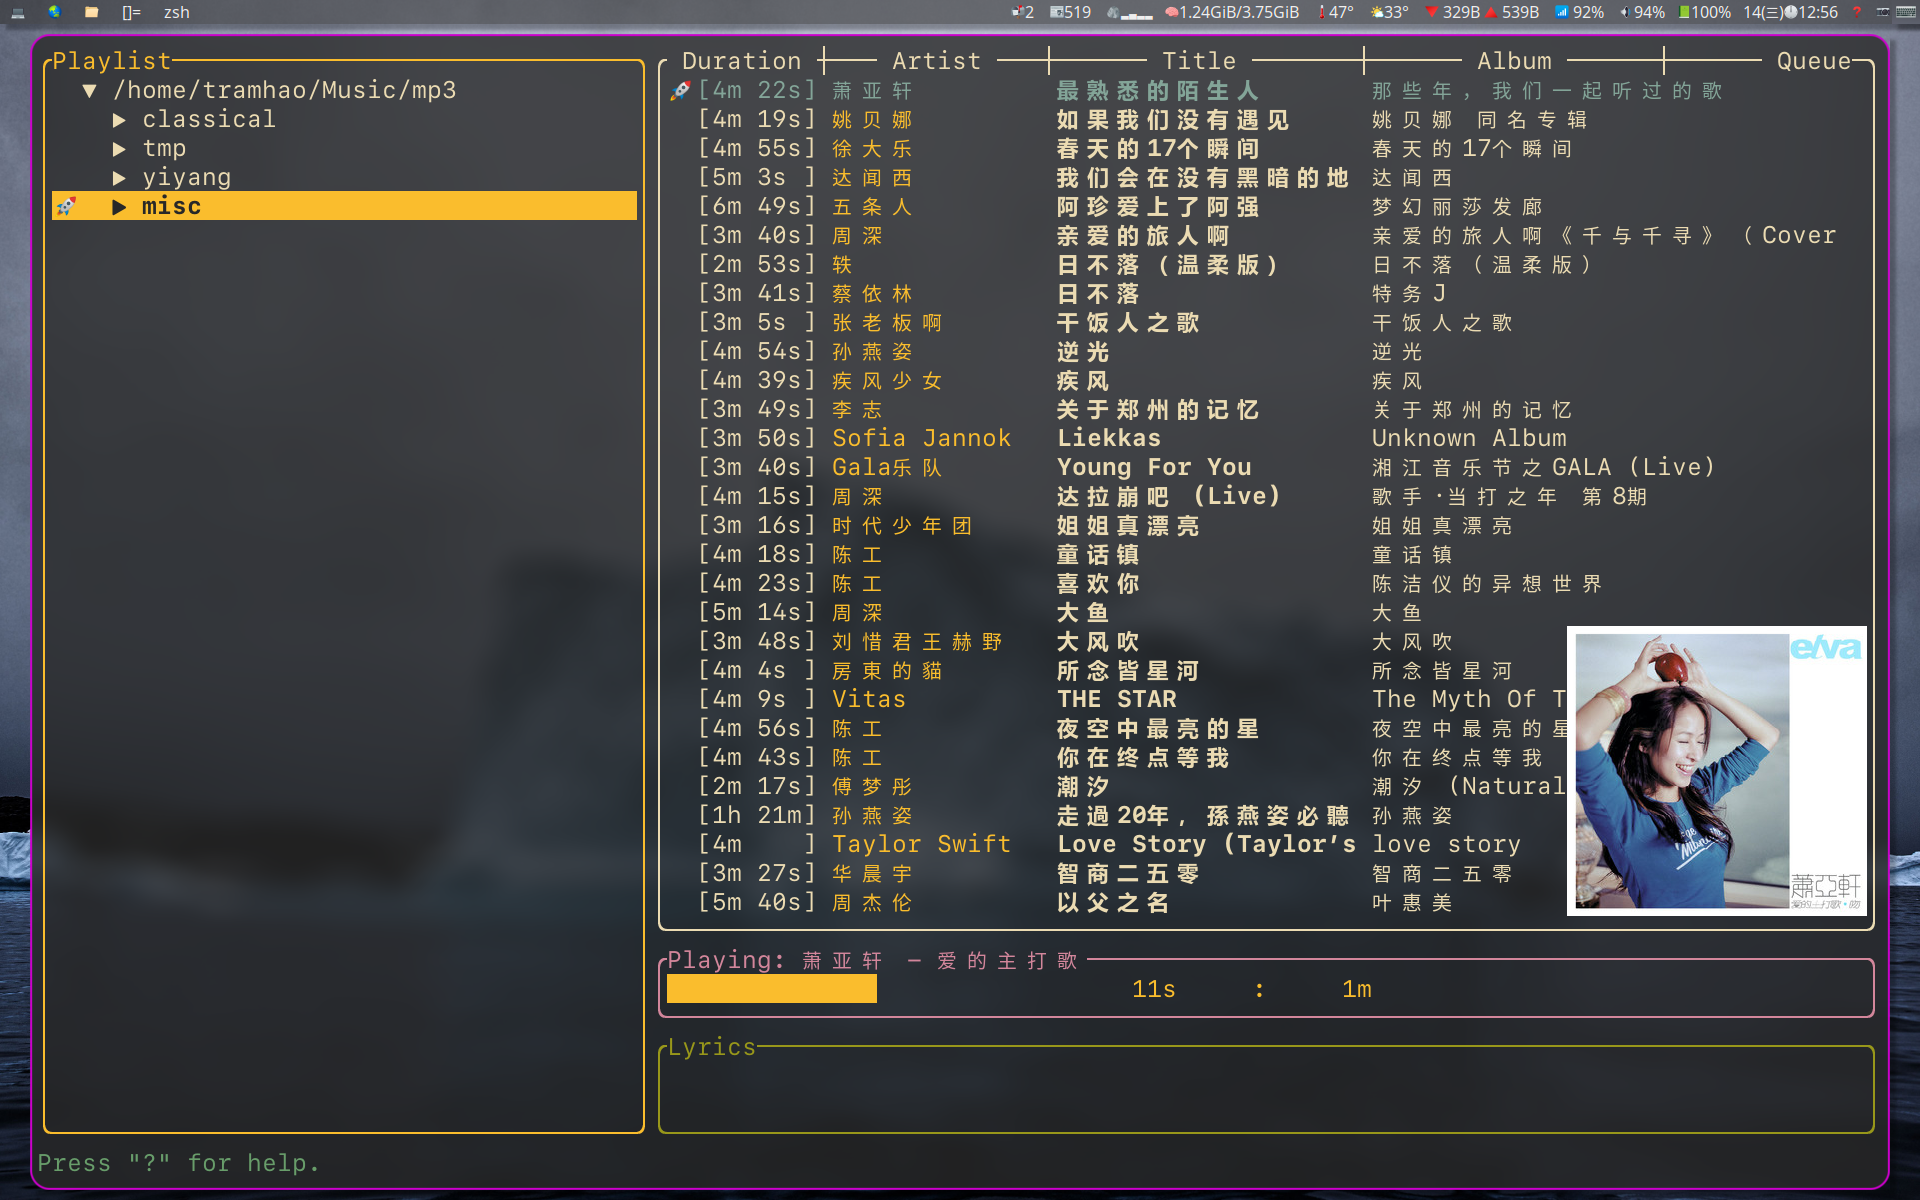 []= zsh 2 519 1.24GiB/3.75GiB 47° 33° 329B 539B 92% 94% 100% 14(三)12:56
Playlist
▼ /home/tramhao/Music/mp3
▶ classical
▶ tmp
▶ yiyang
▶ misc
Duration Artist Title Album Queue
[4m 22s] 萧亚轩 最熟悉的陌生人 那些年，我们一起听过的歌
[4m 19s] 姚贝娜 如果我们没有遇见 姚贝娜 同名专辑
[4m 55s] 徐大乐 春天的17个瞬间 春天的17个瞬间
[5m 3s ] 达闻西 我们会在没有黑暗的地 达闻西
[6m 49s] 五条人 阿珍爱上了阿强 梦幻丽莎发廊
[3m 40s] 周深 亲爱的旅人啊 亲爱的旅人啊《千与千寻》（Cover
[2m 53s] 轶 日不落（温柔版） 日不落（温柔版）
[3m 41s] 蔡依林 日不落 特务J
[3m 5s ] 张老板啊 干饭人之歌 干饭人之歌
[4m 54s] 孙燕姿 逆光 逆光
[4m 39s] 疾风少女 疾风 疾风
[3m 49s] 李志 关于郑州的记忆 关于郑州的记忆
[3m 50s] Sofia Jannok Liekkas Unknown Album
[3m 40s] Gala乐队 Young For You 湘江音乐节之GALA (Live)
[4m 15s] 周深 达拉崩吧 (Live) 歌手·当打之年 第8期
[3m 16s] 时代少年团 姐姐真漂亮 姐姐真漂亮
[4m 18s] 陈工 童话镇 童话镇
[4m 23s] 陈工 喜欢你 陈洁仪的异想世界
[5m 14s] 周深 大鱼 大鱼
[3m 48s] 刘惜君王赫野 大风吹 大风吹
[4m 4s ] 房東的貓 所念皆星河 所念皆星河
[4m 9s ] Vitas THE STAR The Myth Of T
[4m 56s] 陈工 夜空中最亮的星 夜空中最亮的星
[4m 43s] 陈工 你在终点等我 你在终点等我
[2m 17s] 傅梦彤 潮汐 潮汐 (Natural
[1h 21m] 孙燕姿 走過20年，孫燕姿必聽 孙燕姿
[4m ] Taylor Swift Love Story (Taylor's love story
[3m 27s] 华晨宇 智商二五零 智商二五零
[5m 40s] 周杰伦 以父之名 叶惠美
elva
蕭亞軒
Playing: 萧亚轩 - 爱的主打歌
11s : 1m
Lyrics
Press "?" for help.